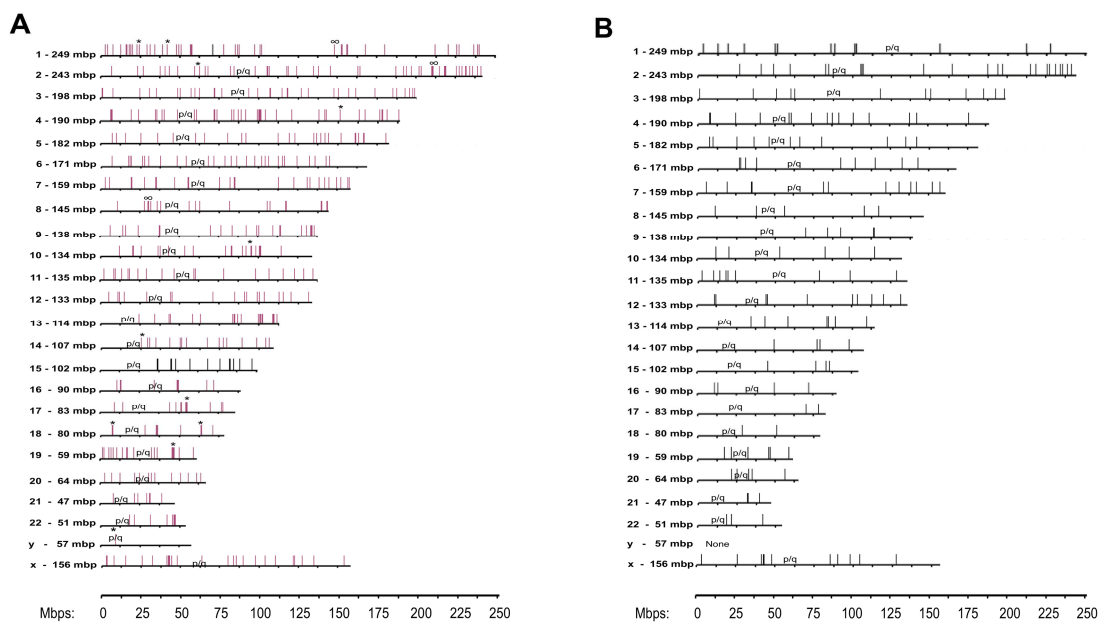 A
* *
∞
1 - 249 mbp
p/q
*
∞
2 - 243 mbp
p/q
3 - 198 mbp
p/q
*
4 - 190 mbp
p/q
5 - 182 mbp
p/q
6 - 171 mbp
p/q
7 - 159 mbp
p/q
∞
8 - 145 mbp
p/q
9 - 138 mbp
p/q
*
10 - 134 mbp
p/q
11 - 135 mbp
p/q
12 - 133 mbp
p/q
13 - 114 mbp
p/q
*
14 - 107 mbp
p/q
15 - 102 mbp
p/q
16 - 90 mbp
p/q
*
17 - 83 mbp
p/q
* *
18 - 80 mbp
p/q
*
19 - 59 mbp
p/q
20 - 64 mbp
p/q
21 - 47 mbp
p/q
22 - 51 mbp
p/q
*
y - 57 mbp
p/q
x - 156 mbp
p/q
Mbps: 0 25 50 75 100 125 150 175 200 225 250
B
1 - 249 mbp
p/q
2 - 243 mbp
p/q
3 - 198 mbp
p/q
4 - 190 mbp
p/q
5 - 182 mbp
p/q
6 - 171 mbp
p/q
7 - 159 mbp
p/q
8 - 145 mbp
p/q
9 - 138 mbp
p/q
10 - 134 mbp
p/q
11 - 135 mbp
p/q
12 - 133 mbp
p/q
13 - 114 mbp
p/q
14 - 107 mbp
p/q
15 - 102 mbp
p/q
16 - 90 mbp
p/q
17 - 83 mbp
p/q
18 - 80 mbp
p/q
19 - 59 mbp
p/q
20 - 64 mbp
p/q
21 - 47 mbp
p/q
22 - 51 mbp
p/q
y - 57 mbp None
x - 156 mbp
p/q
Mbps: 0 25 50 75 100 125 150 175 200 225 250